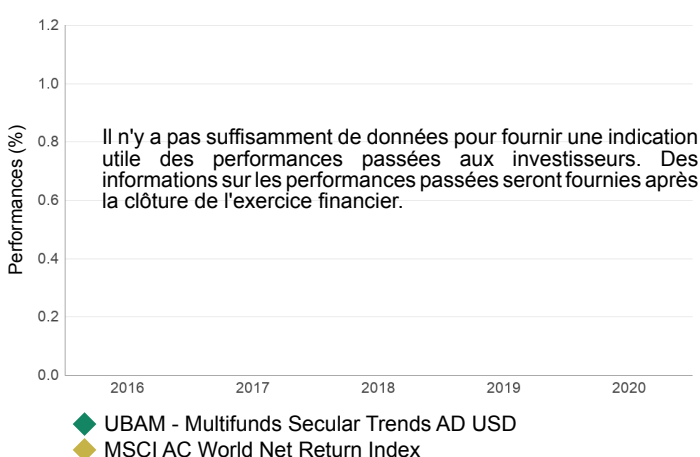 1.2
1.0
0.8
0.6
0.4
0.2
0.0
Performances (%)
Il n'y a pas suffisamment de données pour fournir une indication
utile des performances passées aux investisseurs. Des
informations sur les performances passées seront fournies après
la clôture de l'exercice financier.
2016 2017 2018 2019 2020
UBAM - Multifunds Secular Trends AD USD
MSCI AC World Net Return Index